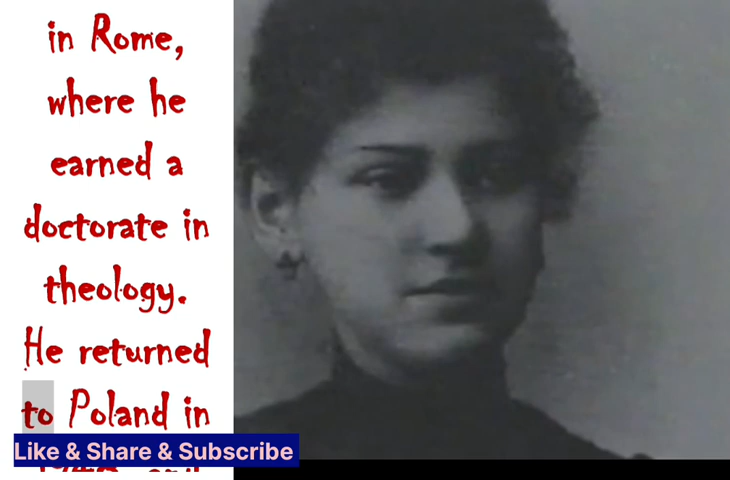 in Rome,
where he
earned a
doctorate in
theology.
He returned
to Poland in
Like & Share & Subscribe